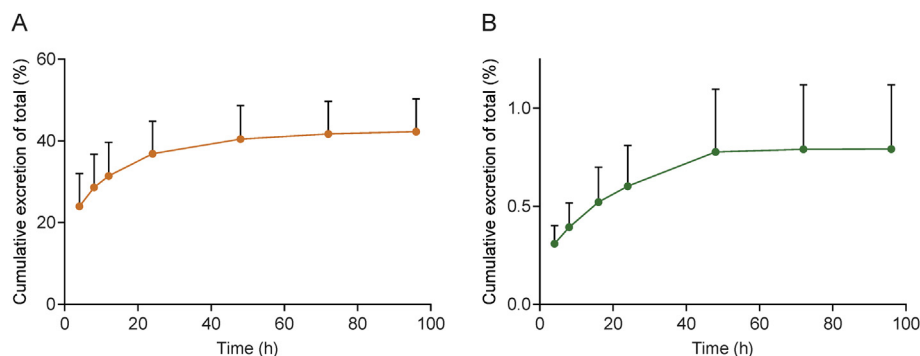 A
Cumulative excretion of total (%)
60
40
20
0
0 20 40 60 80 100
Time (h)
B
Cumulative excretion of total (%)
1.0
0.5
0.0
0 20 40 60 80 100
Time (h)